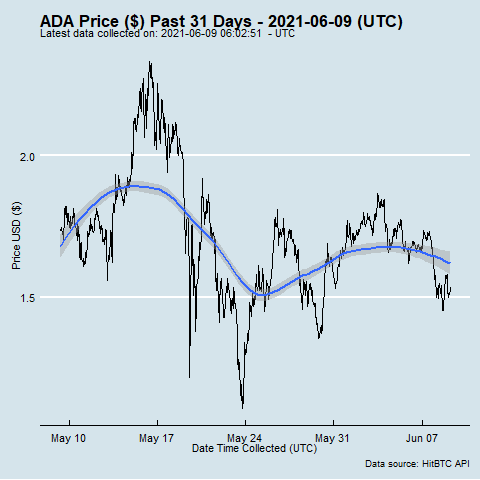 ADA Price ($) Past 31 Days - 2021-06-09 (UTC)
Latest data collected on: 2021-06-09 06:02:51 - UTC
2.0
Price USD ($)
1.5
May 10 May 17 May 24 May 31 Jun 07
Date Time Collected (UTC)
Data source: HitBTC API